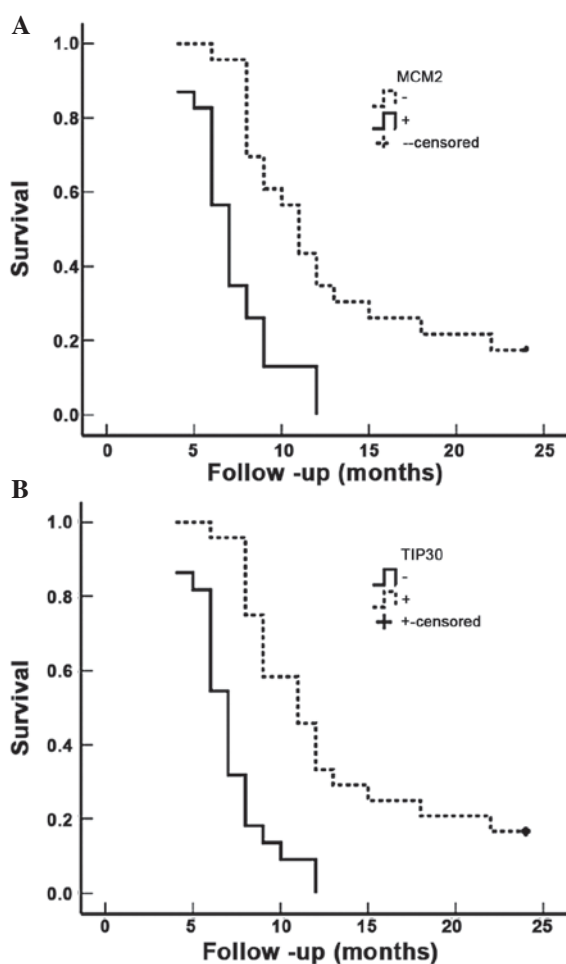 A
1.0
0.8
0.6
0.4
0.2
0.0
Survival
MCM2
-
+
--censored
0 5 10 15 20 25
Follow -up (months)
B
1.0
0.8
0.6
0.4
0.2
0.0
Survival
TIP30
-
+
+-censored
0 5 10 15 20 25
Follow -up (months)